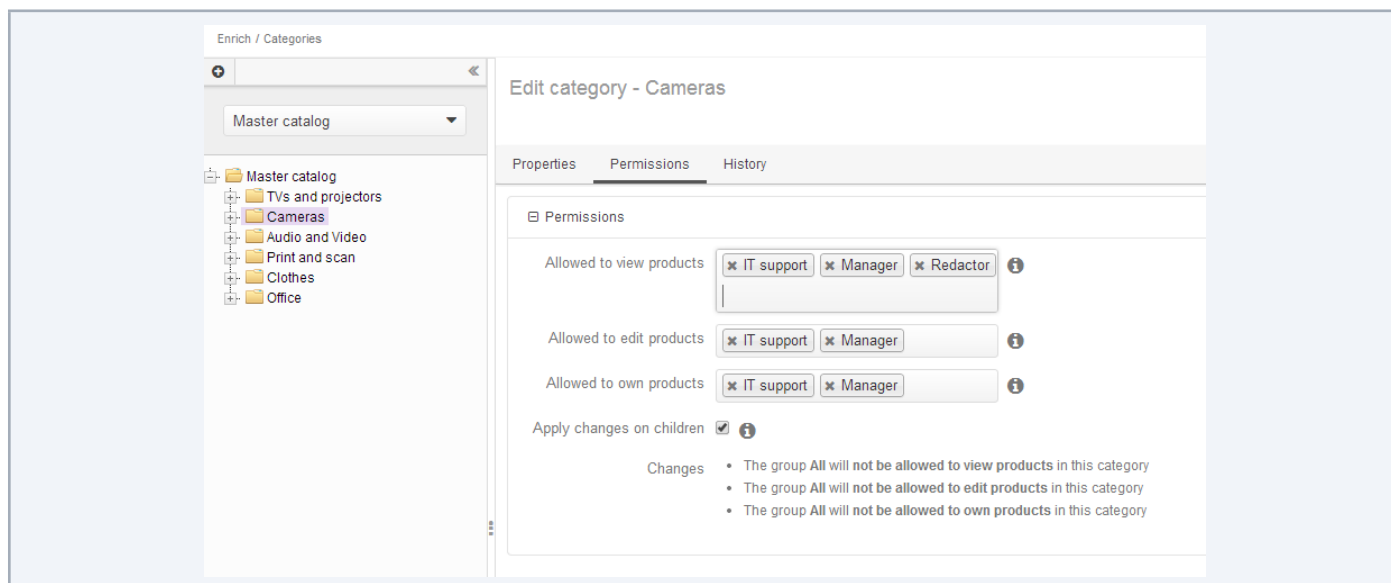 Enrich / Categories
Master catalog
Master catalog
TVs and projectors
Cameras
Audio and Video
Print and scan
Clothes
Office
Edit category - Cameras
Properties Permissions History
Permissions
Allowed to view products IT support Manager Redactor
Allowed to edit products IT support Manager
Allowed to own products IT support Manager
Apply changes on children
Changes • The group All will not be allowed to view products in this category
• The group All will not be allowed to edit products in this category
• The group All will not be allowed to own products in this category